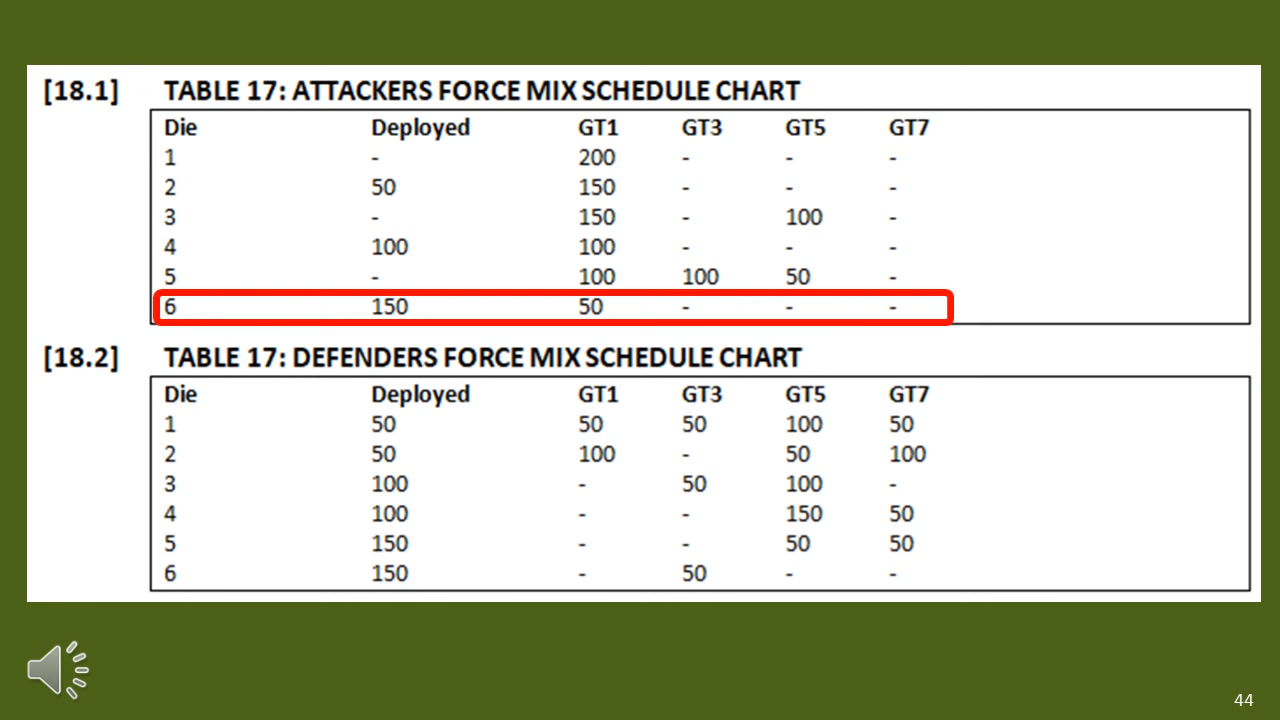 [18.1] TABLE 17: ATTACKERS FORCE MIX SCHEDULE CHART
Die Deployed GT1 GT3 GT5 GT7
1 - 200 - - -
2 50 150 - - -
3 - 150 - 100 -
4 100 100 - - -
5 - 100 100 50 -
6 150 50 - - -
[18.2] TABLE 17: DEFENDERS FORCE MIX SCHEDULE CHART
Die Deployed GT1 GT3 GT5 GT7
1 50 50 50 100 50
2 50 100 - 50 100
3 100 - 50 100 -
4 100 - - 150 50
5 150 - - 50 50
6 150 - 50 - -
44